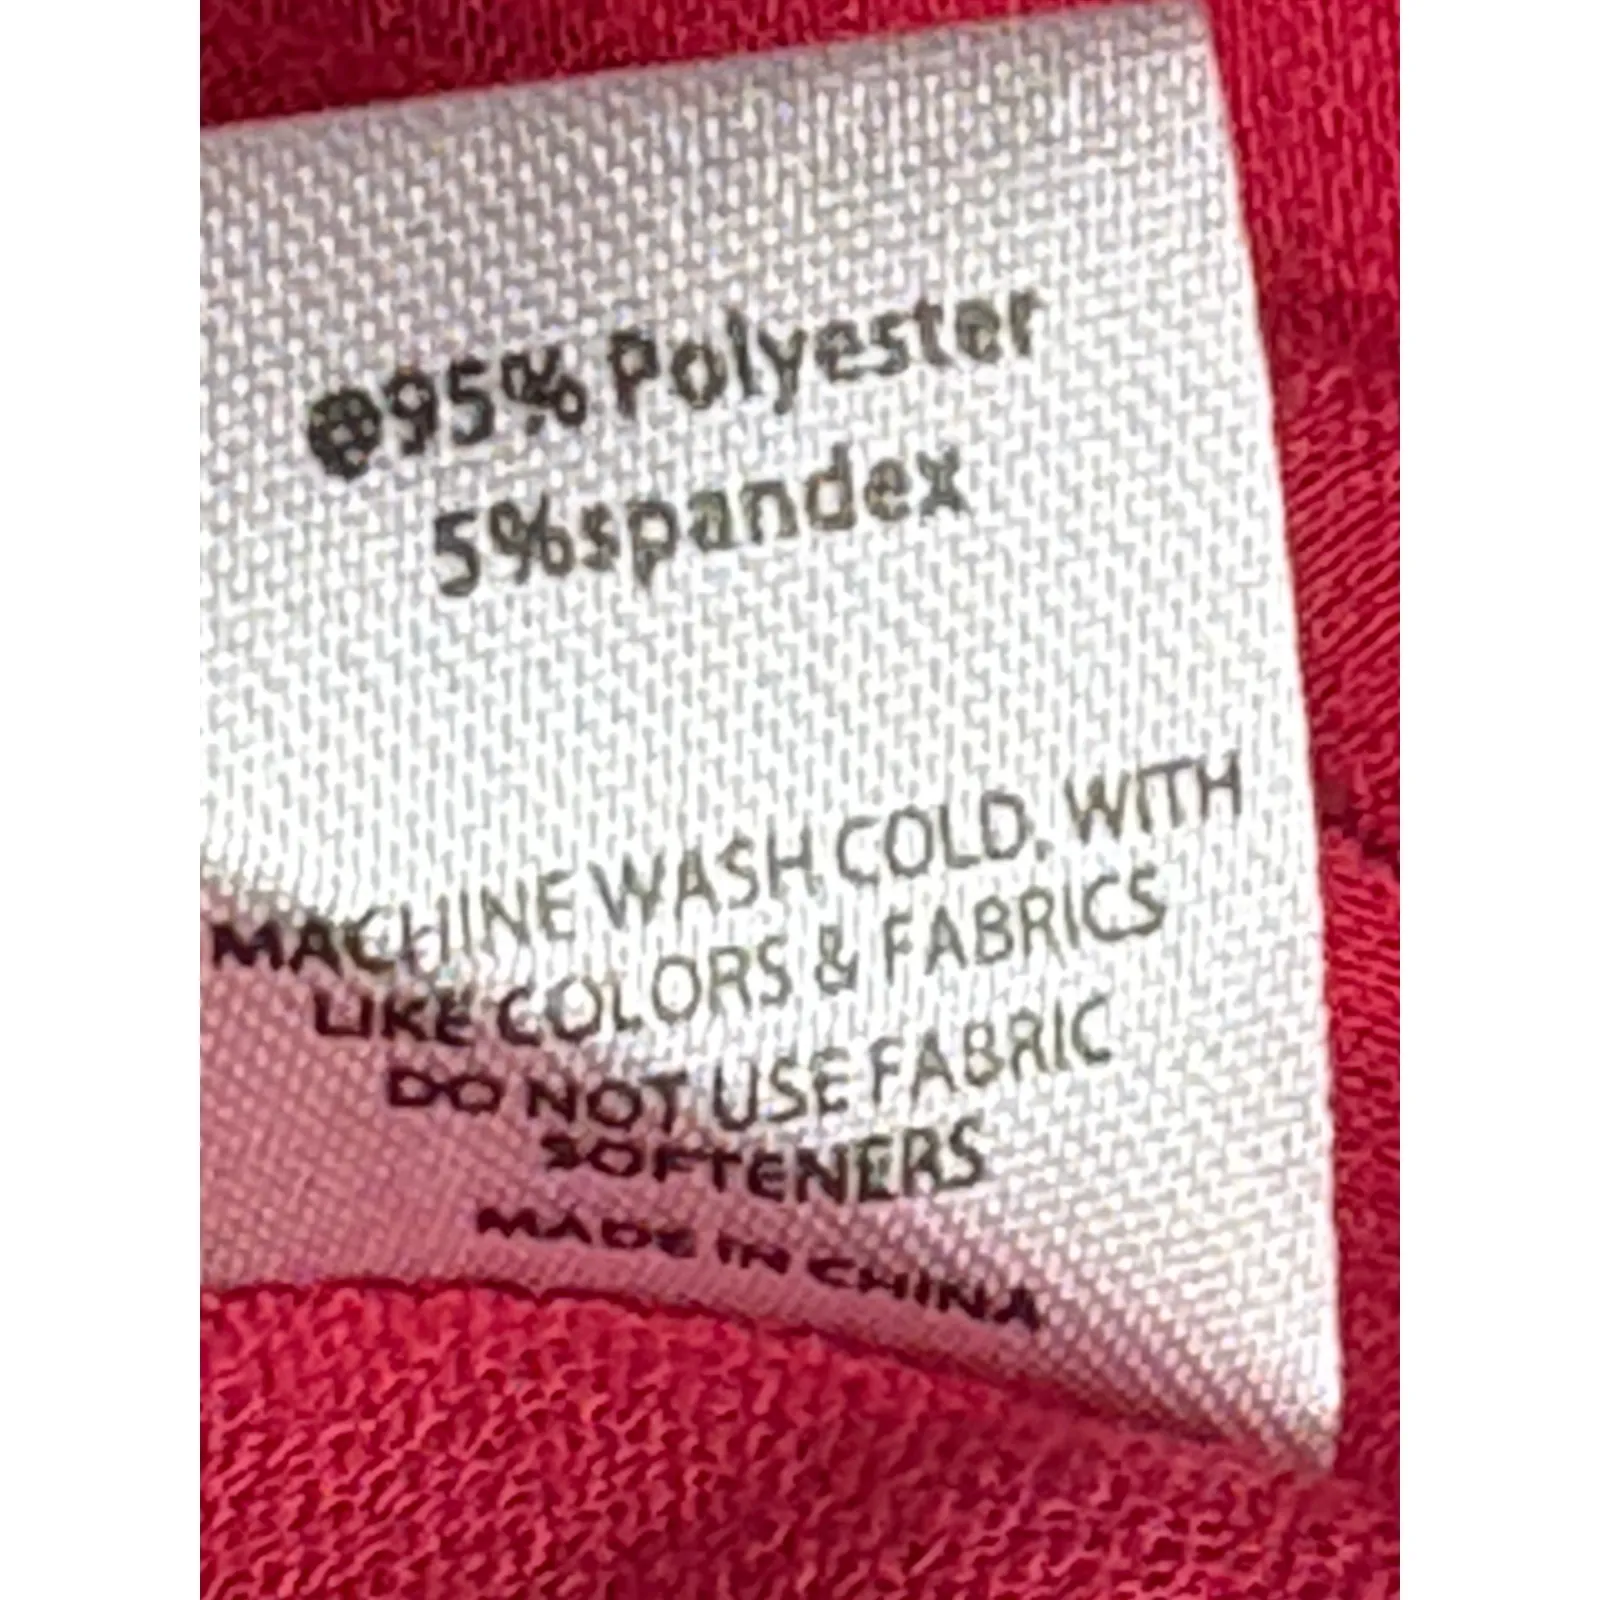 @95% Polyester
5%spandex
MACHINE WASH COLD. WITH
LIKE COLORS & FABRICS
DO NOT USE FABRIC
SOFTENERS
MADE IN CHINA